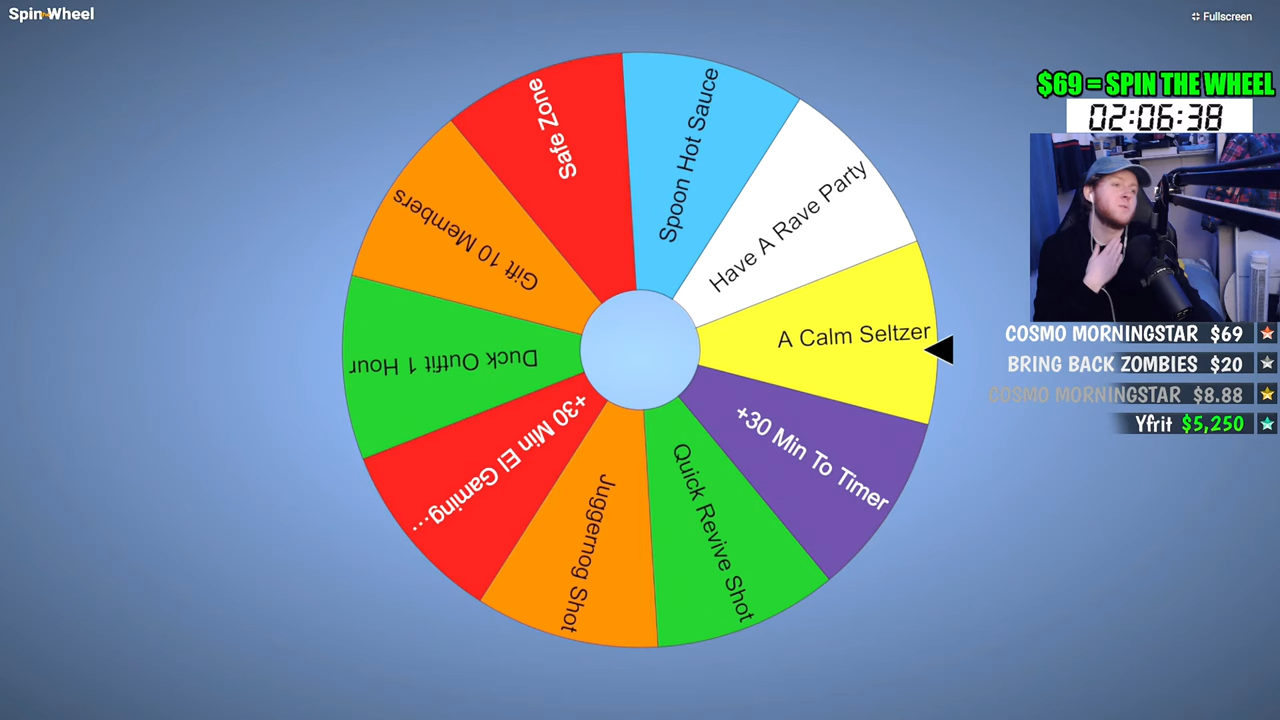 Spin The Wheel
Fullscreen
$69 = SPIN THE WHEEL
02:06:38
Safe Zone
Spoon Hot Sauce
Have A Rave Party
A Calm Seltzer
+30 Min To Timer
Quick Revive Shot
Juggernog Shot
+30 Min El Gaming...
Duck Outfit 1 Hour
Gift 10 Members
COSMO MORNINGSTAR $69
BRING BACK ZOMBIES $20
COSMO MORNINGSTAR $8.88
Yfrit $5,250